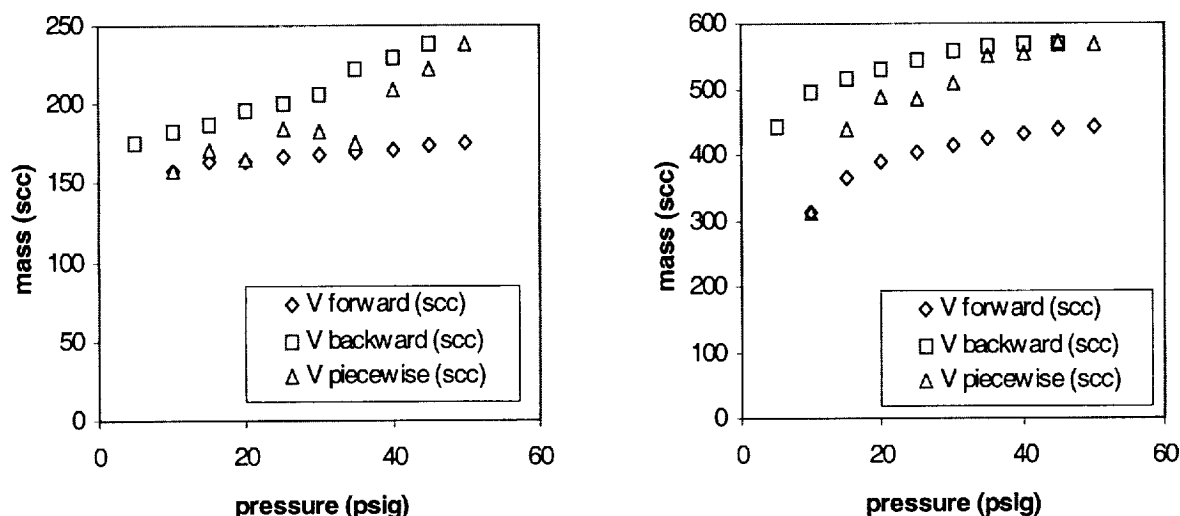 250
200
150
100
50
0
mass (scc)
V forward (scc)
V backward (scc)
V piecewise (scc)
0 20 40 60
pressure (psig)
600
500
400
300
200
100
0
mass (scc)
V forward (scc)
V backward (scc)
V piecewise (scc)
0 20 40 60
pressure (psig)